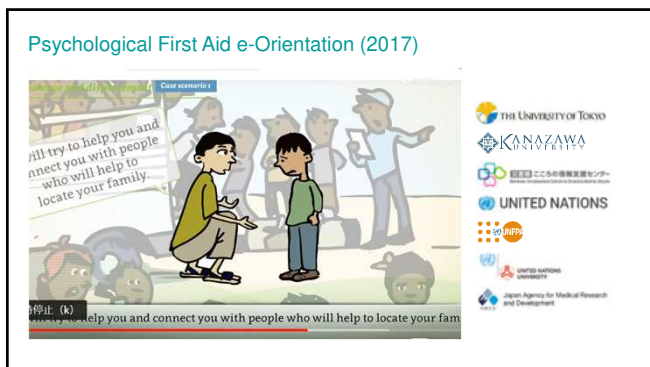 Psychological First Aid e-Orientation (2017)
Case scenario 1
will try to help you and
connect you with people
who will help to
locate your family.
停止 (k)
try to help you and connect you with people who will help to locate your fam
THE UNIVERSITY OF TOKYO
KANAZAWA
UNIVERSITY
こころの情報支援センター
UNITED NATIONS
UNFPA
UNITED NATIONS
UNIVERSITY
Japan Agency for Medical Research
and Development